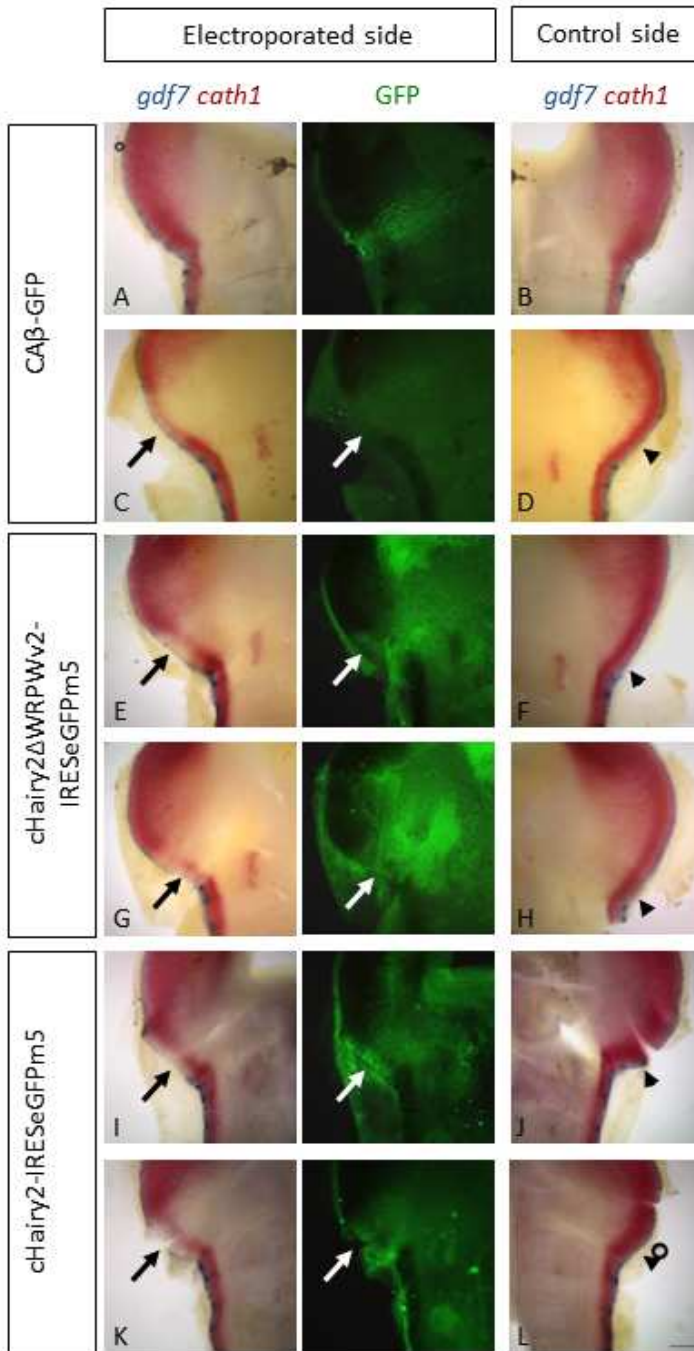 Electroporated side
Control side
gdf7 cath1
GFP
gdf7 cath1
CAβ-GFP
A
B
C
D
cHairy2ΔWRPWv2-
IRESeGFPm5
E
F
G
H
cHairy2-IRESeGFPm5
I
J
K
L